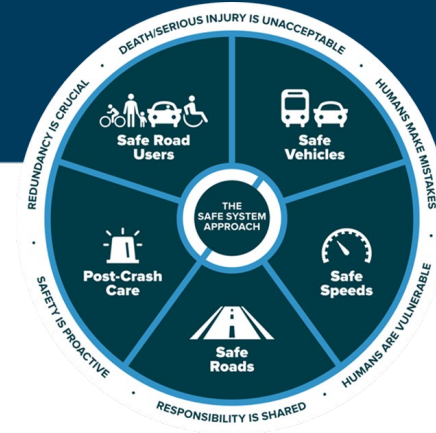 DEATH/SERIOUS INJURY IS UNACCEPTABLE
HUMANS MAKE MISTAKES
HUMANS ARE VULNERABLE
RESPONSIBILITY IS SHARED
SAFETY IS PROACTIVE
REDUNDANCY IS CRUCIAL
Safe Road
Users
Safe
Vehicles
THE
SAFE SYSTEM
APPROACH
Post-Crash
Care
Safe
Speeds
Safe
Roads